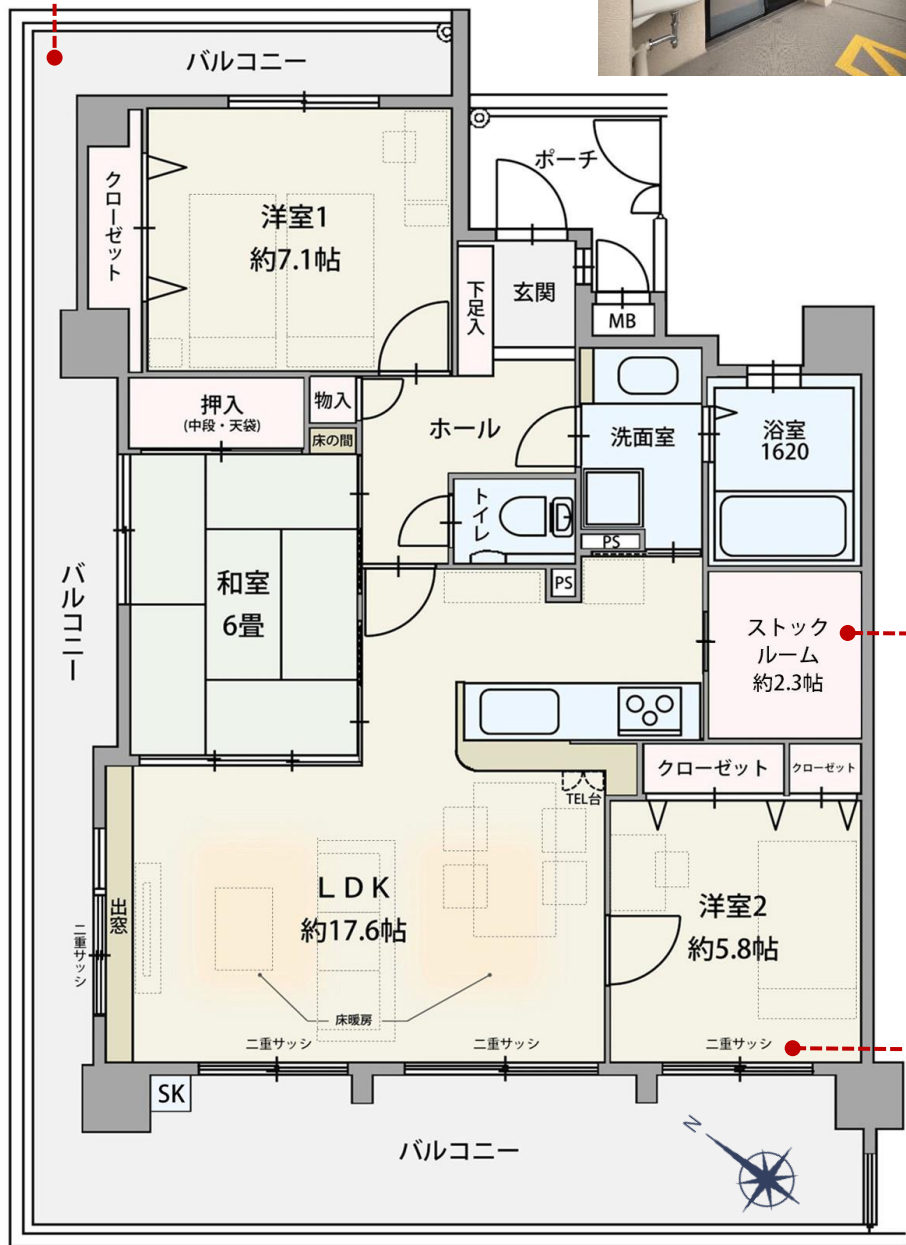 バルコニー
ポーチ
クローゼット
洋室1
約7.1帖
下足入
玄関
MB
押入
(中段・天袋)
物入
床の間
ホール
洗面室
浴室
1620
トイレ
PS
PS
バルコニー
和室
6畳
ストック
ルーム
約2.3帖
クローゼット
クローゼット
TEL台
出窓
LDK
約17.6帖
洋室2
約5.8帖
二重サッシ
床暖房
二重サッシ
二重サッシ
二重サッシ
SK
バルコニー
N